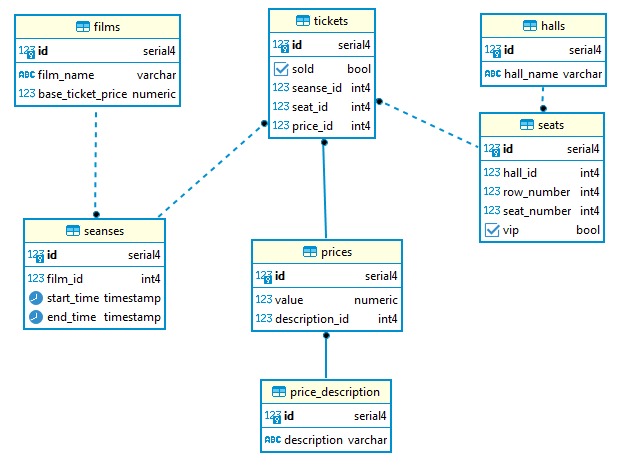 films
123 id serial4
ABC film_name varchar
123 base_ticket_price numeric
tickets
123 id serial4
sold bool
123 seanse_id int4
123 seat_id int4
123 price_id int4
halls
123 id serial4
ABC hall_name varchar
seats
123 id serial4
123 hall_id int4
123 row_number int4
123 seat_number int4
vip bool
seanses
123 id serial4
123 film_id int4
start_time timestamp
end_time timestamp
prices
123 id serial4
123 value numeric
123 description_id int4
price_description
123 id serial4
ABC description varchar